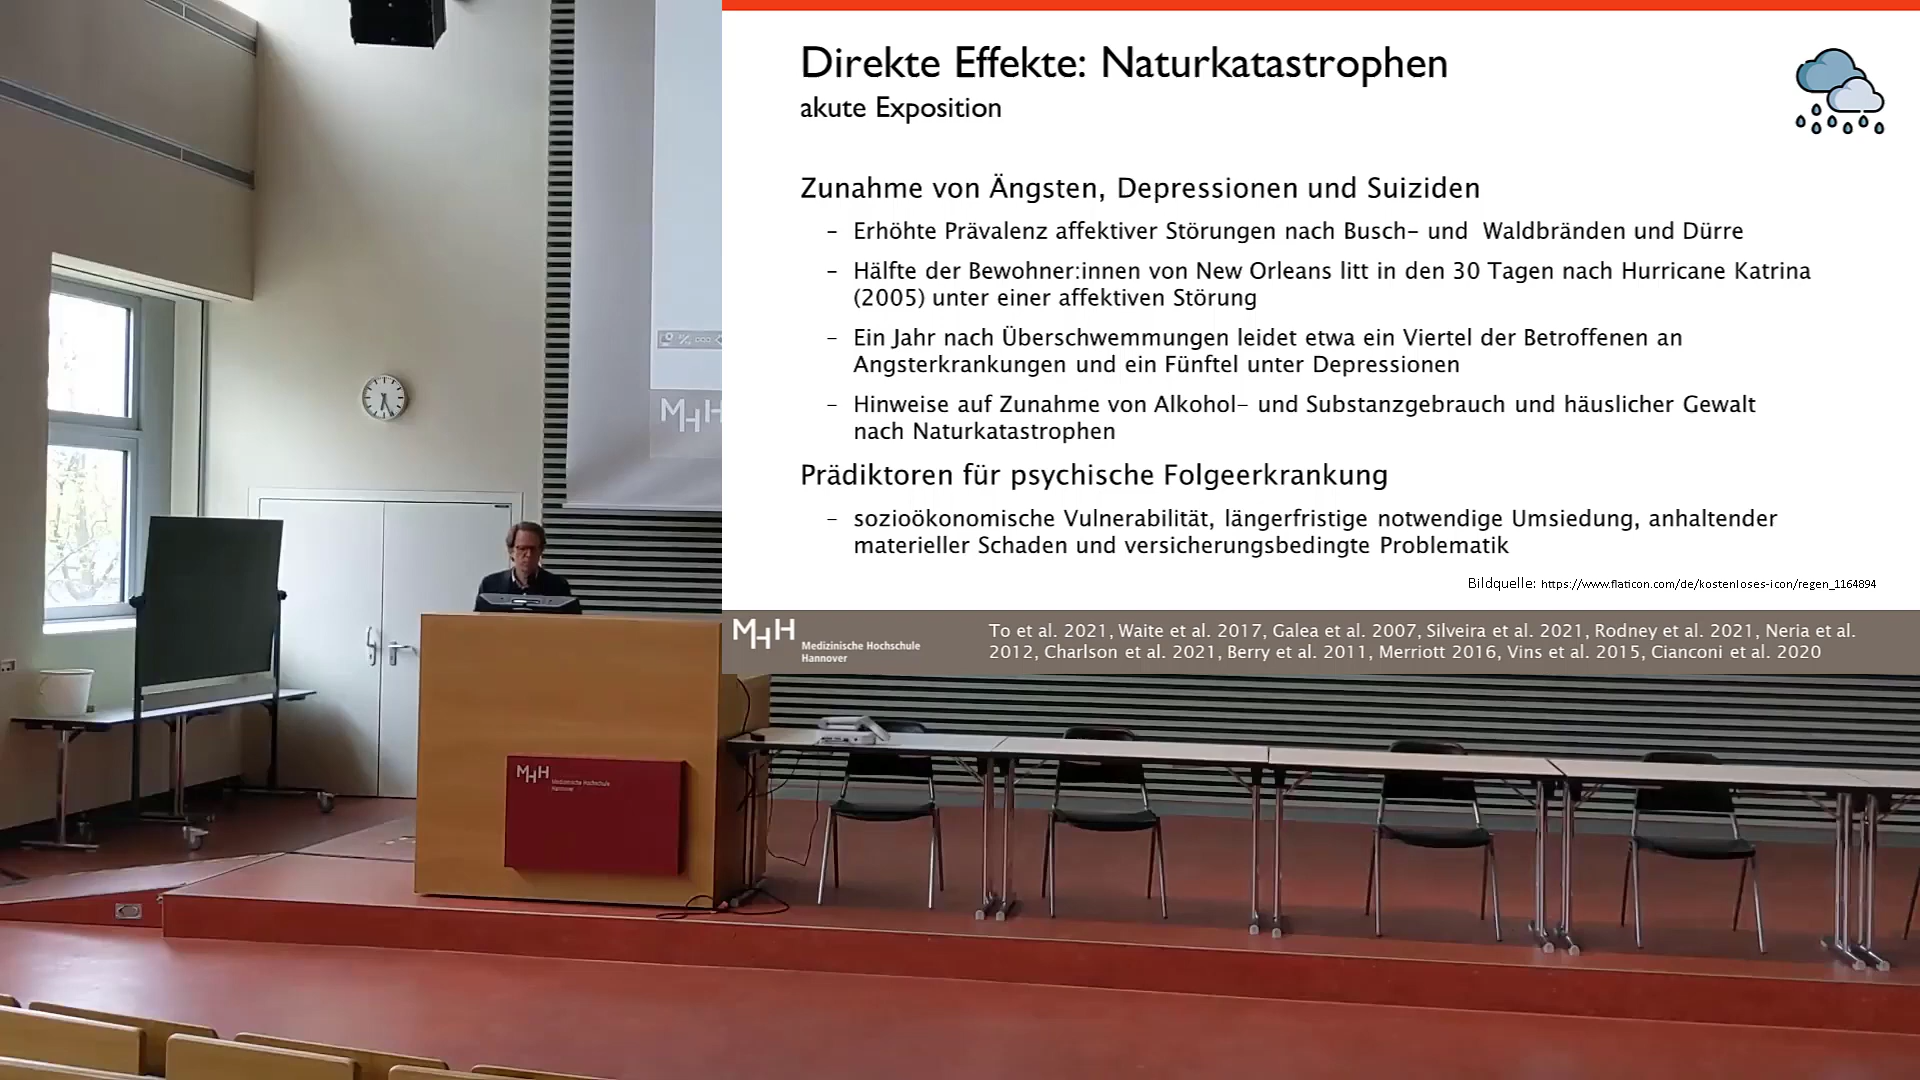 Direkte Effekte: Naturkatastrophen
akute Exposition
Zunahme von Ängsten, Depressionen und Suiziden
– Erhöhte Prävalenz affektiver Störungen nach Busch- und Waldbränden und Dürre
– Hälfte der Bewohner:innen von New Orleans litt in den 30 Tagen nach Hurricane Katrina
(2005) unter einer affektiven Störung
– Ein Jahr nach Überschwemmungen leidet etwa ein Viertel der Betroffenen an
Angsterkrankungen und ein Fünftel unter Depressionen
– Hinweise auf Zunahme von Alkohol- und Substanzgebrauch und häuslicher Gewalt
nach Naturkatastrophen
Prädiktoren für psychische Folgeerkrankung
– sozioökonomische Vulnerabilität, längerfristige notwendige Umsiedung, anhaltender
materieller Schaden und versicherungsbedingte Problematik
Bildquelle: https://www.flaticon.com/de/kostenloses-icon/regen_1164894
MHH Medizinische Hochschule
Hannover
To et al. 2021, Waite et al. 2017, Galea et al. 2007, Silveira et al. 2021, Rodney et al. 2021, Neria et al.
2012, Charlson et al. 2021, Berry et al. 2011, Merriott 2016, Vins et al. 2015, Cianconi et al. 2020
MHH
MHH Medizinische Hochschule
Hannover